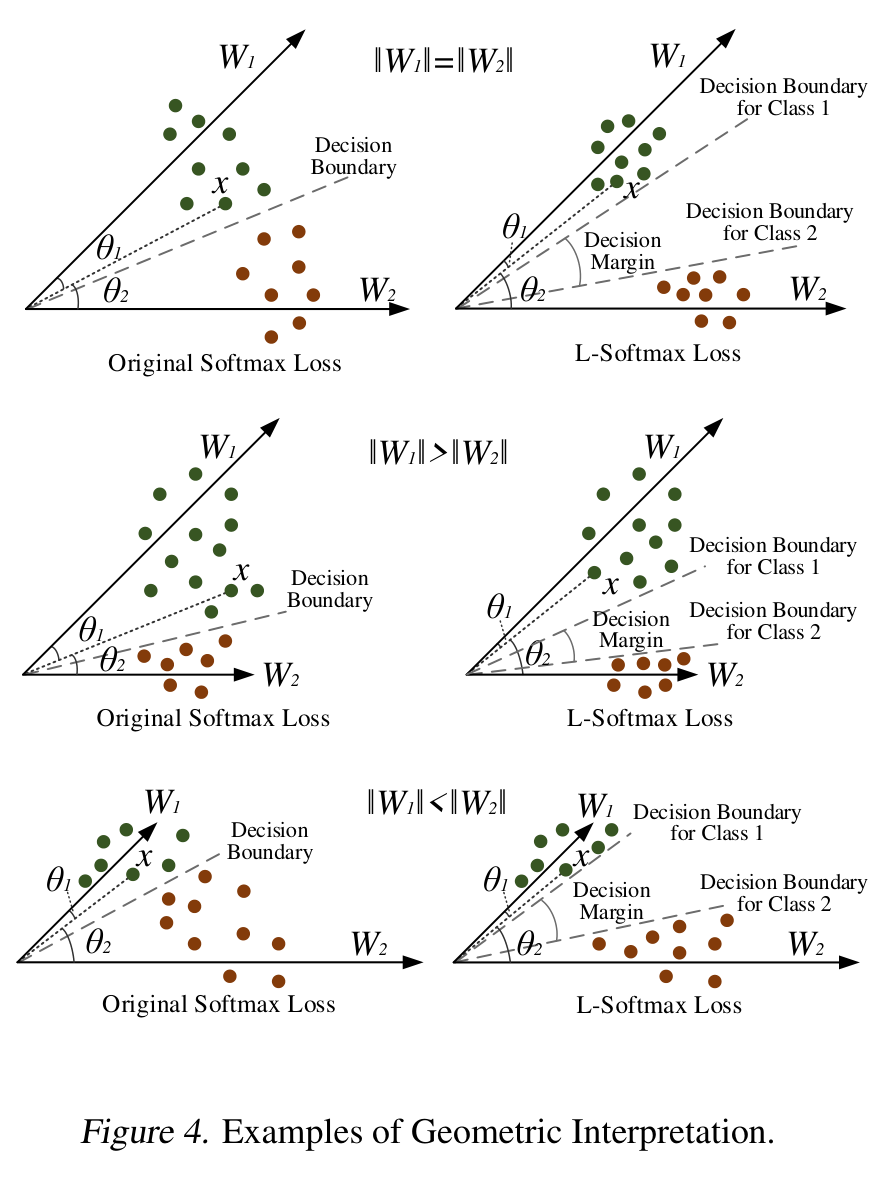 W₁
‖W₁‖=‖W₂‖
Decision
Boundary
x
θ₁
θ₂
W₂
Original Softmax Loss
W₁
Decision Boundary
for Class 1
x
Decision Boundary
for Class 2
θ₁
Decision
Margin
θ₂
W₂
L-Softmax Loss
W₁
‖W₁‖>‖W₂‖
x
Decision
Boundary
θ₁
θ₂
W₂
Original Softmax Loss
W₁
Decision Boundary
for Class 1
x
Decision Boundary
for Class 2
θ₁
Decision
Margin
θ₂
W₂
L-Softmax Loss
W₁
‖W₁‖<‖W₂‖
Decision
Boundary
x
θ₁
θ₂
W₂
Original Softmax Loss
W₁
Decision Boundary
for Class 1
x
θ₁
Decision
Margin
Decision Boundary
for Class 2
θ₂
W₂
L-Softmax Loss
Figure 4. Examples of Geometric Interpretation.